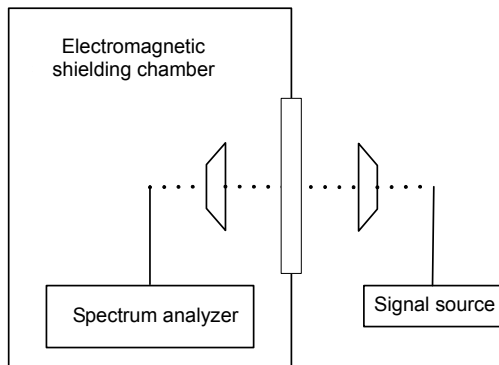 Electromagnetic
shielding chamber
Spectrum analyzer
Signal source